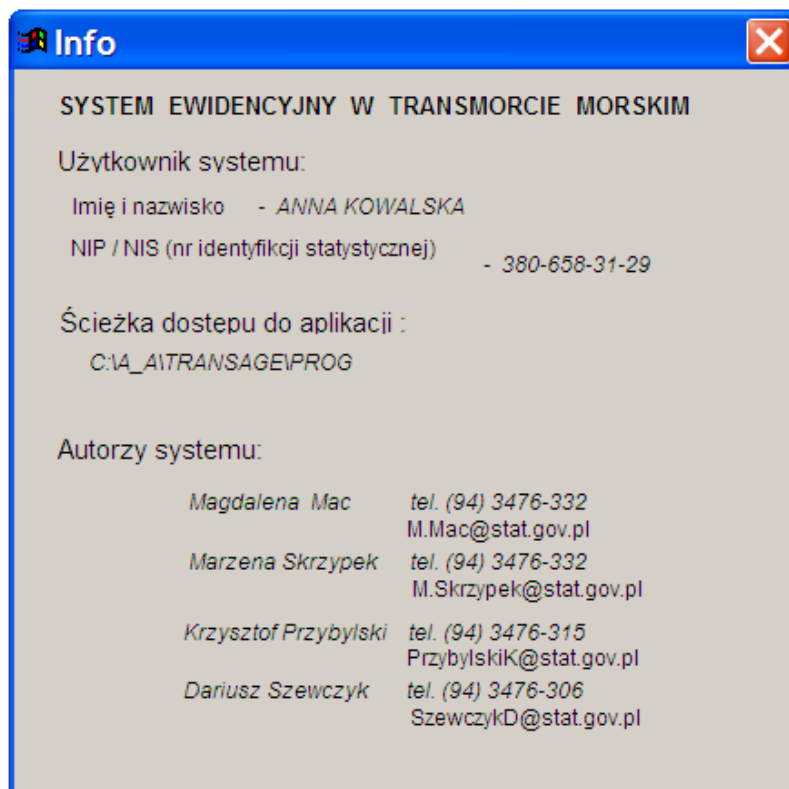 Info
SYSTEM EWIDENCYJNY W TRANSMORCIE MORSKIM
Użytkownik systemu:
Imię i nazwisko - ANNA KOWALSKA
NIP / NIS (nr identyfikcji statystycznej) - 380-658-31-29
Ścieżka dostępu do aplikacji :
C:\A_A\TRANSAGE\PROG
Autorzy systemu:
Magdalena Mac tel. (94) 3476-332
M.Mac@stat.gov.pl
Marzena Skrzypek tel. (94) 3476-332
M.Skrzypek@stat.gov.pl
Krzysztof Przybylski tel. (94) 3476-315
PrzybylskiK@stat.gov.pl
Dariusz Szewczyk tel. (94) 3476-306
SzewczykD@stat.gov.pl